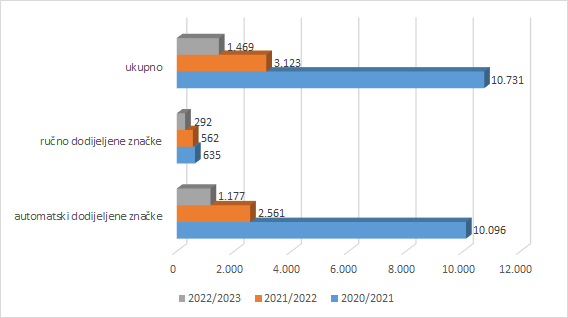 ukupno
1.469
3.123
10.731
ručno dodijeljene značke
292
562
635
automatski dodijeljene značke
1.177
2.561
10.096
0 2.000 4.000 6.000 8.000 10.000 12.000
2022/2023 2021/2022 2020/2021